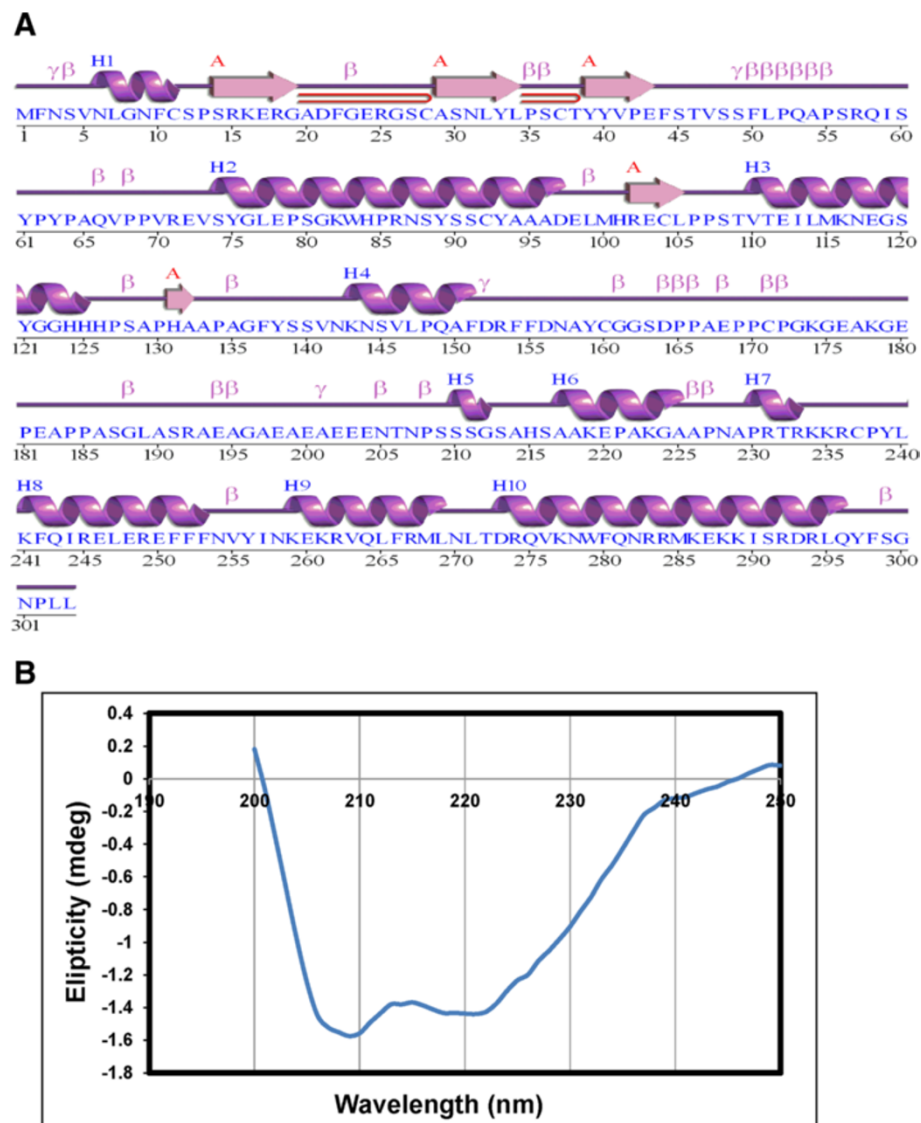 A
γβ H1 A β A ββ A γββββββ
MFNSVNLGNFCSPSRKERGADFGERGSCASNLYLPSCTYYVPEFSTVSSFLPQAPSRQIS
1 5 10 15 20 25 30 35 40 45 50 55 60
β β H2 β A H3
YPYPAQVPPVREVSYGLEPSGKWHPRNSYSSCYAAADELMHRECLPPSTVTEILMKNEGS
61 65 70 75 80 85 90 95 100 105 110 115 120
β A β H4 γ β βββ β ββ
YGGHHHPSAPHAAPAGFYSSVNKNSVLPQAFDRFFDNAYCGGSDPPAEPPCPGKGEAKGE
121 125 130 135 140 145 150 155 160 165 170 175 180
β ββ γ β β H5 H6 ββ H7
PEAPPASGLASRAEAGAEAEAEEENTNPSSSGSAHSAAKEPAKGAAPNAPRTRKKRCPYL
181 185 190 195 200 205 210 215 220 225 230 235 240
H8 β H9 H10 β
KFQIRELEREFFFNVYINKEKRVQLFRMLNLTDRQVKNWFQNRRMKEKKISRDRLQYFSG
241 245 250 255 260 265 270 275 280 285 290 295 300
NPLL
301
B
0.4
0.2
0
190 200 210 220 230 240 250
-0.2
-0.4
-0.6
-0.8
-1
-1.2
-1.4
-1.6
-1.8
Elipticity (mdeg)
Wavelength (nm)